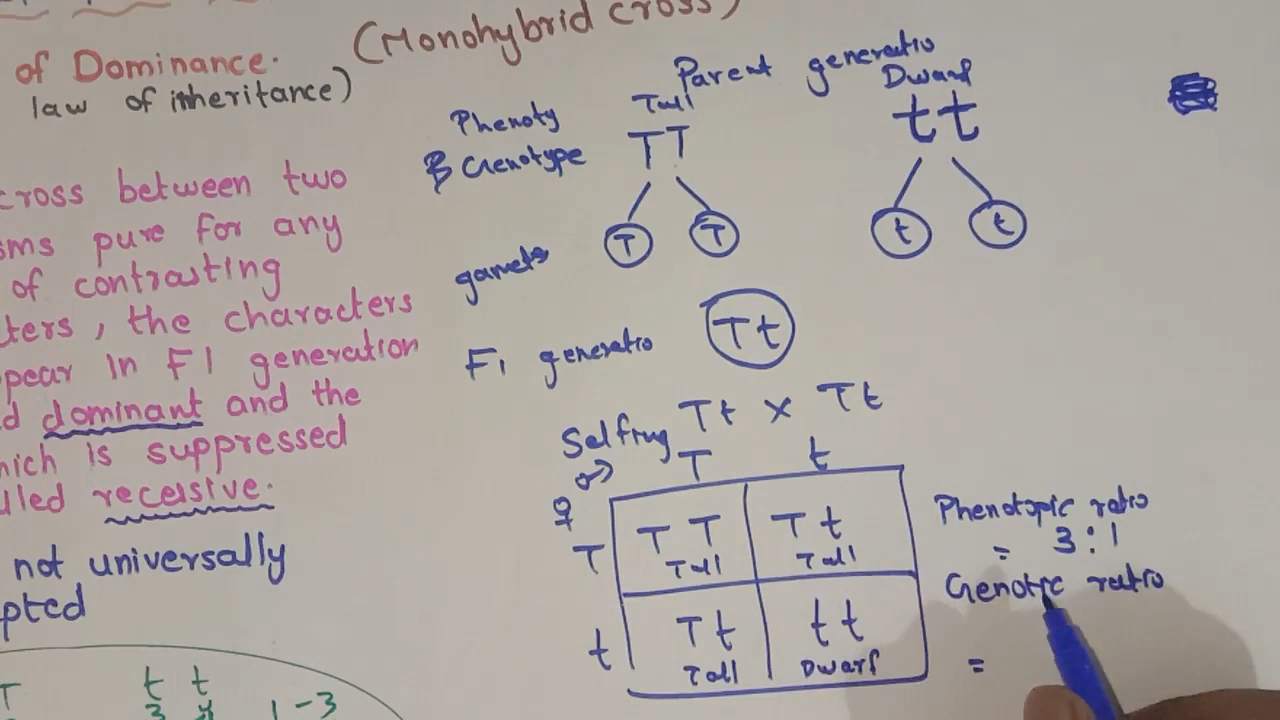 (Monohybrid Cross)
of Dominance.
law of inheritance)
cross between two
sms pure for any
of contrasting
ters, the characters
pear in F1 generation
d dominant and the
hich is suppressed
lled recessive.
not universally
pted
T t t
1-3
Parent generatio
Tall Dwarf
Phenoty
Genotype TT tt
gamets T T t t
F1 generatio Tt
Tt × Tt
T t
♀
T TT Tt
Tall Tall
t Tt tt
Tall Dwarf
Phenotopic ratio
= 3:1
ratio
=